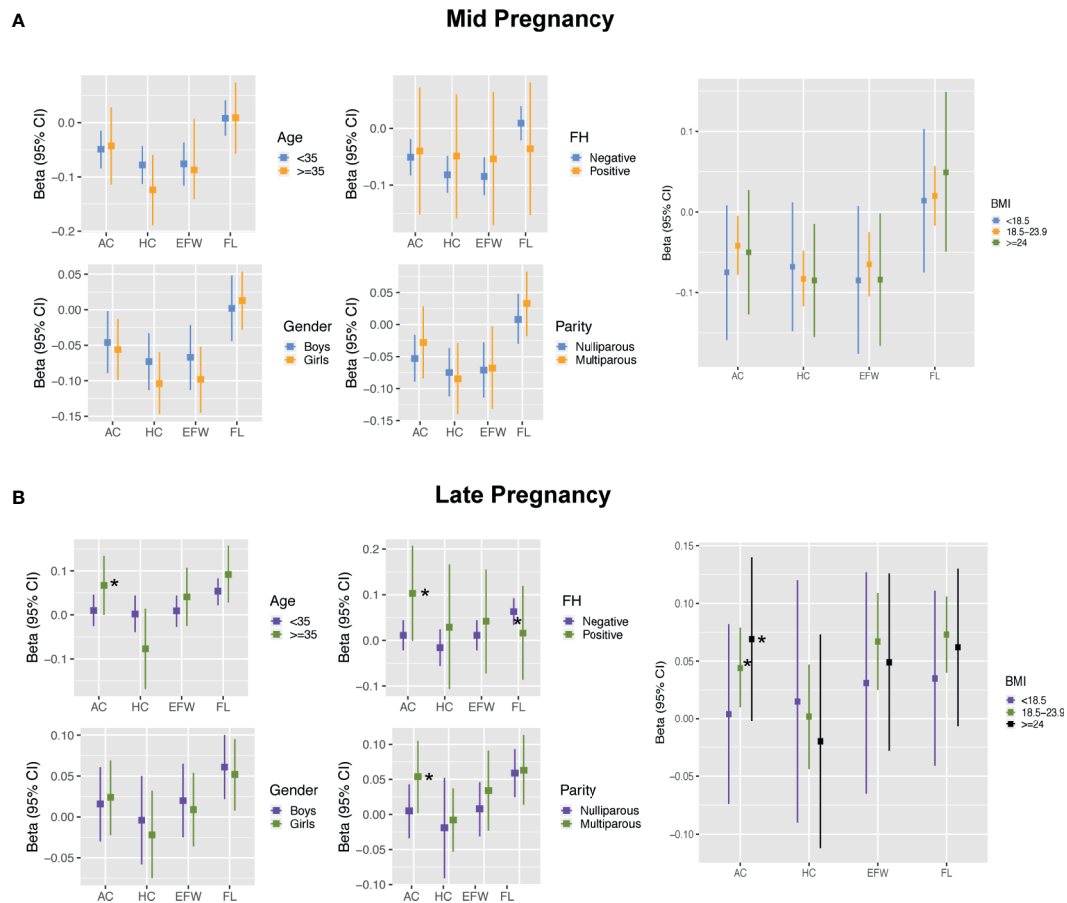 A
Mid Pregnancy
Beta (95% CI)
0.0
−0.1
−0.2
AC HC EFW FL
Age
<35
>=35
Beta (95% CI)
0.0
−0.1
AC HC EFW FL
FH
Negative
Positive
Beta (95% CI)
0.05
0.00
−0.05
−0.10
−0.15
AC HC EFW FL
Gender
Boys
Girls
Beta (95% CI)
0.05
0.00
−0.05
−0.10
−0.15
AC HC EFW FL
Parity
Nulliparous
Multiparous
Beta (95% CI)
0.1
0.0
−0.1
AC HC EFW FL
BMI
<18.5
18.5−23.9
>=24
B
Late Pregnancy
Beta (95% CI)
0.1
0.0
−0.1
*
AC HC EFW FL
Age
<35
>=35
Beta (95% CI)
0.2
0.1
0.0
−0.1
*
*
AC HC EFW FL
FH
Negative
Positive
Beta (95% CI)
0.10
0.05
0.00
−0.05
AC HC EFW FL
Gender
Boys
Girls
Beta (95% CI)
0.10
0.05
0.00
−0.05
−0.10
*
AC HC EFW FL
Parity
Nulliparous
Multiparous
Beta (95% CI)
0.15
0.10
0.05
0.00
−0.05
−0.10
*
*
AC HC EFW FL
BMI
<18.5
18.5−23.9
>=24